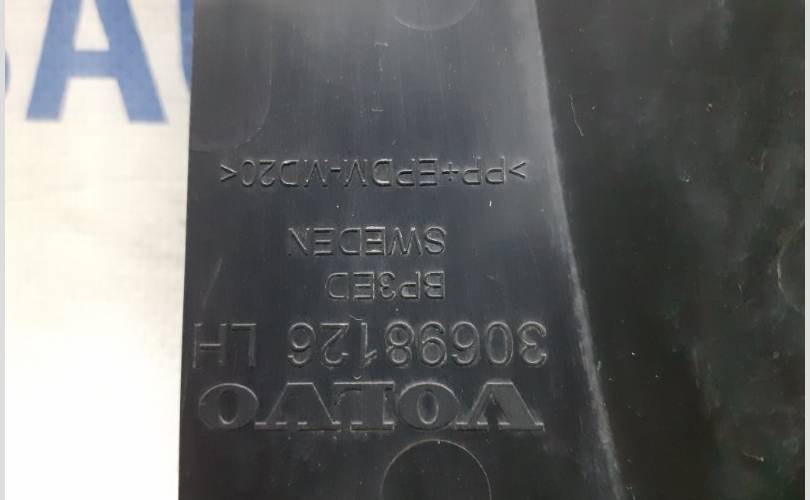 VOLVO
30698126 LH
BP3ED
SWEDEN
>PP+EPDM-MD20<